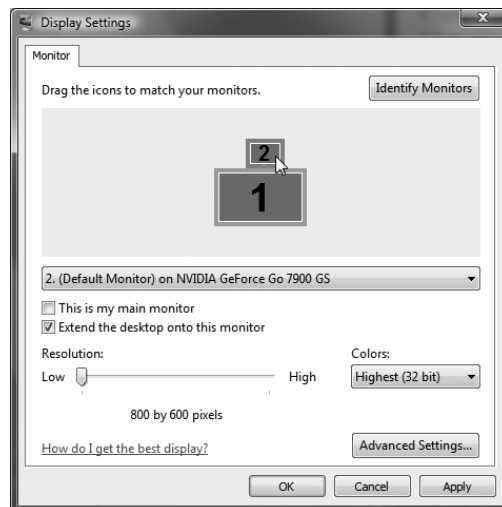 Display Settings
X
Monitor
Drag the icons to match your monitors.
Identify Monitors
2
1
2. (Default Monitor) on NVIDIA GeForce Go 7900 GS
This is my main monitor
Extend the desktop onto this monitor
Resolution:
Colors:
Low
High
Highest (32 bit)
800 by 600 pixels
How do I get the best display?
Advanced Settings...
OK
Cancel
Apply